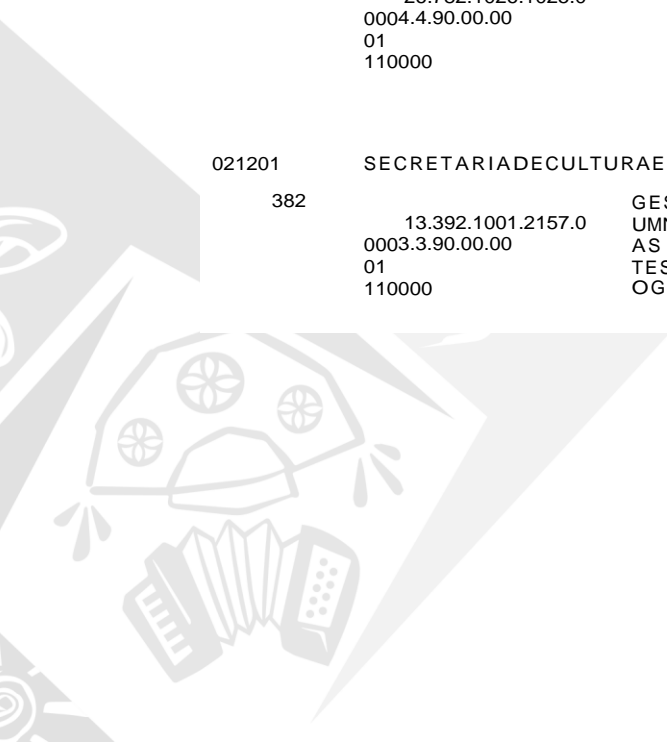 0004.4.90.00.00
01
110000
021201 SECRETARIADECULTURAE
382 GES
13.392.1001.2157.0 UMN
0003.3.90.00.00 AS
01 TES
110000 OG